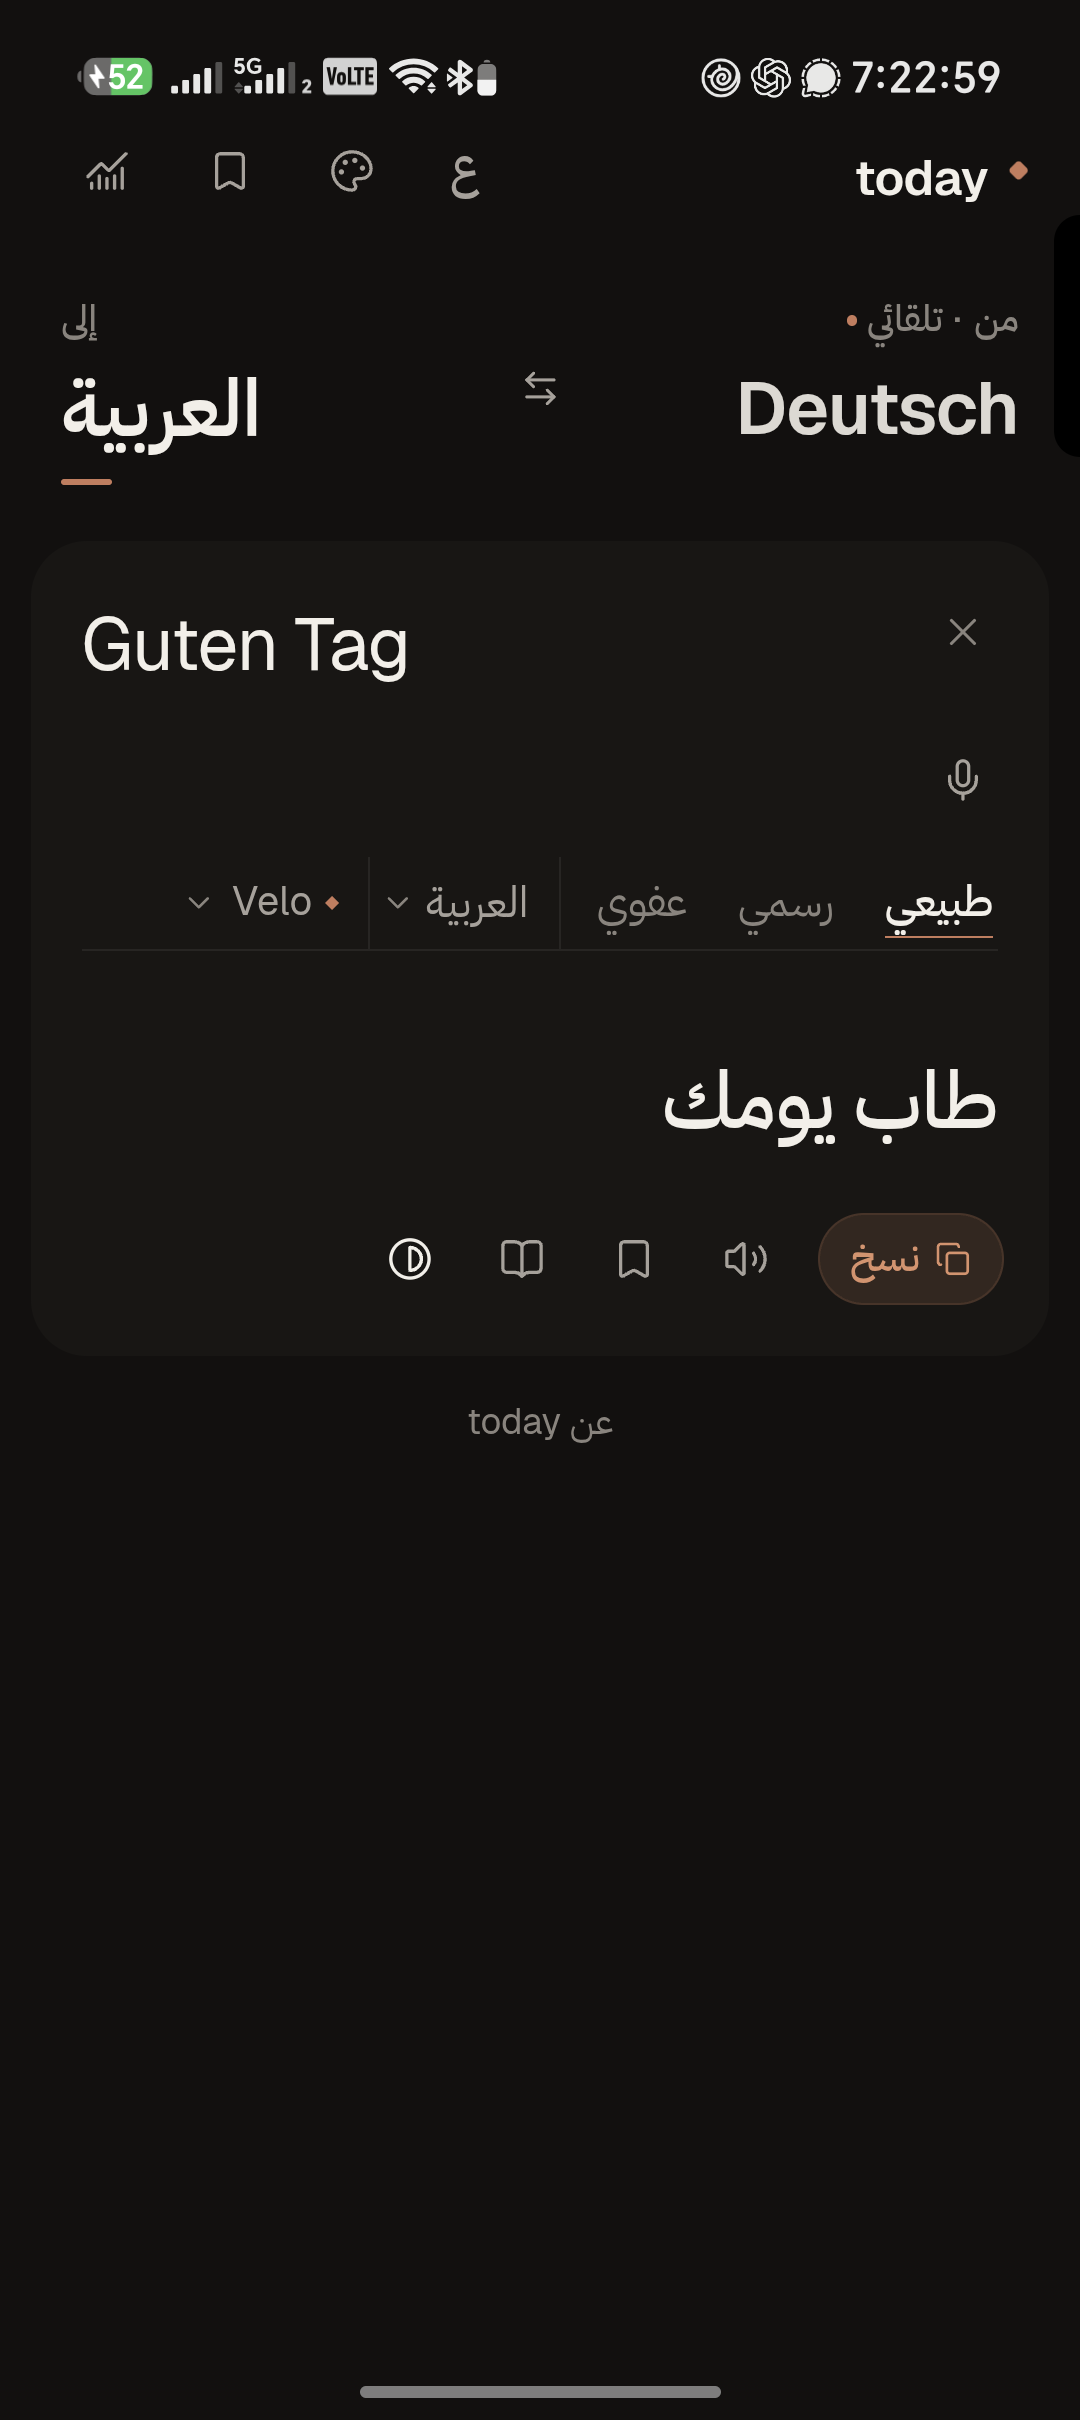 52 5G 2 VoLTE 7:22:59
today ع
من · تلقائي
إلى
Deutsch
العربية
Guten Tag
طبيعي رسمي عفوي العربية Velo
طاب يومك
نسخ
عن today